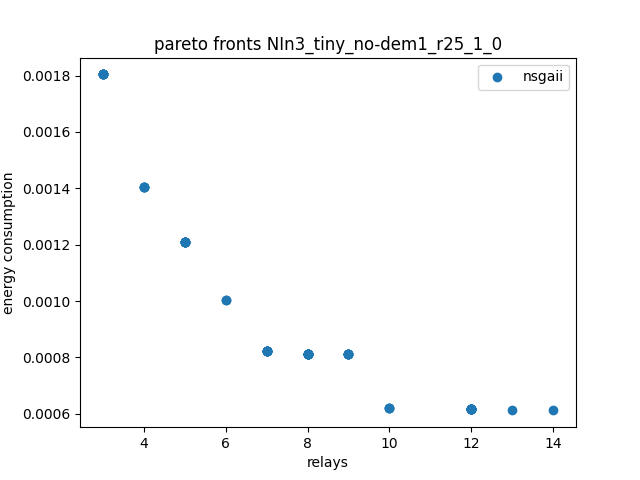 pareto fronts NIn3_tiny_no-dem1_r25_1_0
nsgaii
0.0018
0.0016
0.0014
0.0012
0.0010
0.0008
0.0006
energy consumption
4 6 8 10 12 14
relays